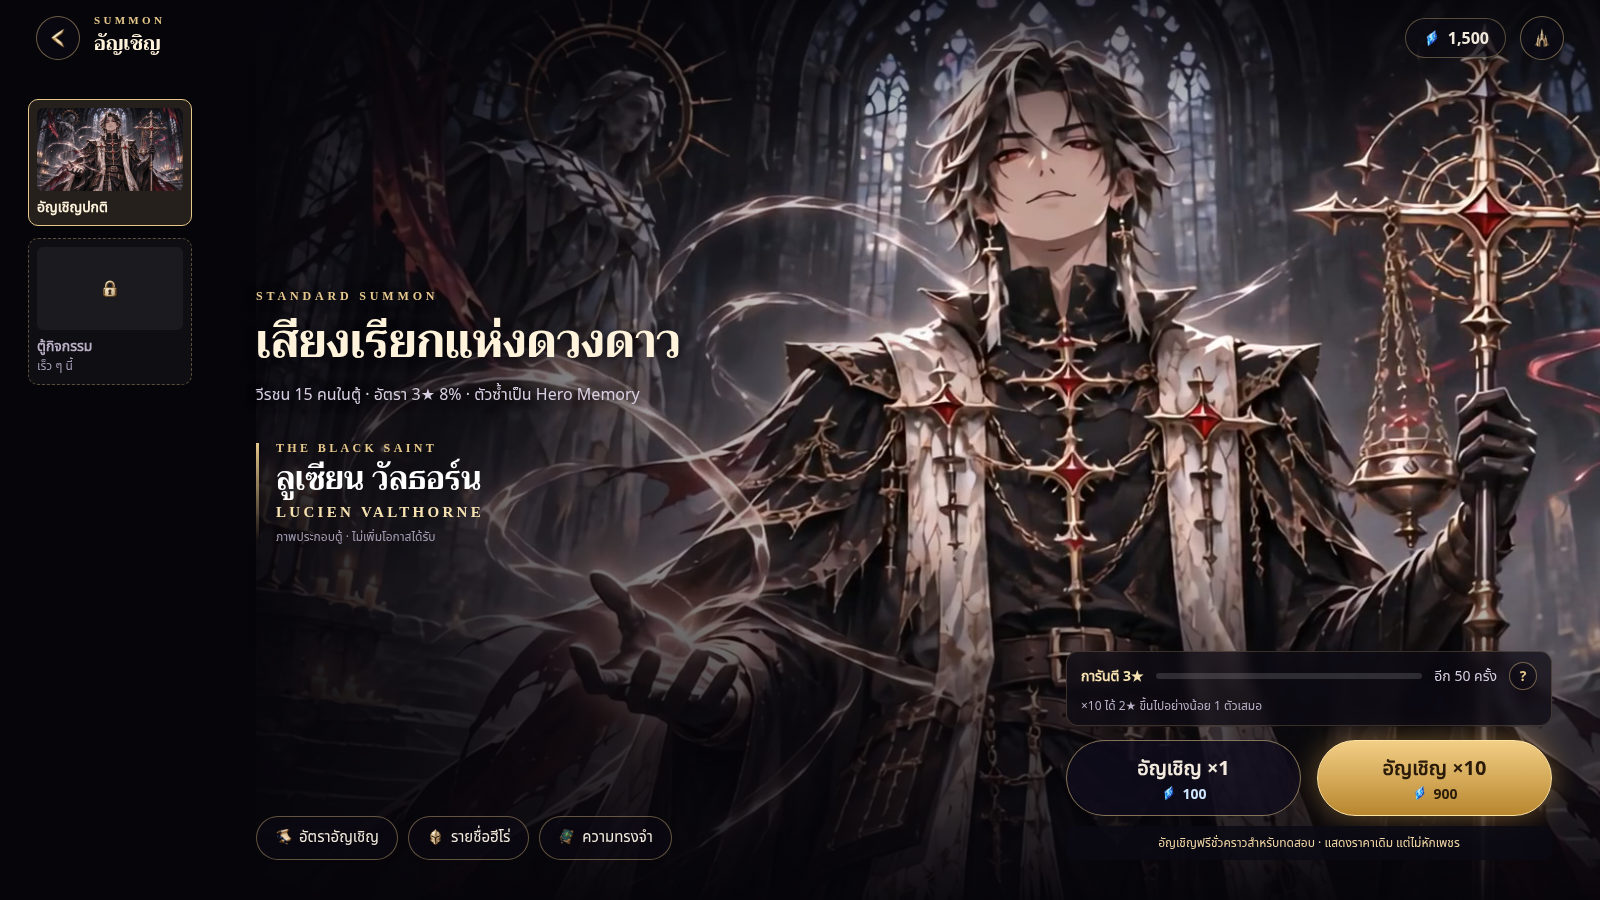 SUMMON
อัญเชิญ
1,500
อัญเชิญปกติ
ตู้กิจกรรม
เร็ว ๆ นี้
STANDARD SUMMON
เสียงเรียกแห่งดวงดาว
วีรชน 15 คนในตู้ · อัตรา 3★ 8% · ตัวซ้ำเป็น Hero Memory
THE BLACK SAINT
ลูเซียน วัลธอร์น
LUCIEN VALTHORNE
ภาพประกอบตู้ · ไม่เพิ่มโอกาสได้รับ
การันตี 3★ อีก 50 ครั้ง ?
×10 ได้ 2★ ขึ้นไปอย่างน้อย 1 ตัวเสมอ
อัญเชิญ ×1
100
อัญเชิญ ×10
900
อัตราอัญเชิญ
รายชื่อฮีโร่
ความทรงจำ
อัญเชิญฟรีชั่วคราวสำหรับทดสอบ · แสดงราคาเดิม แต่ไม่หักเพชร